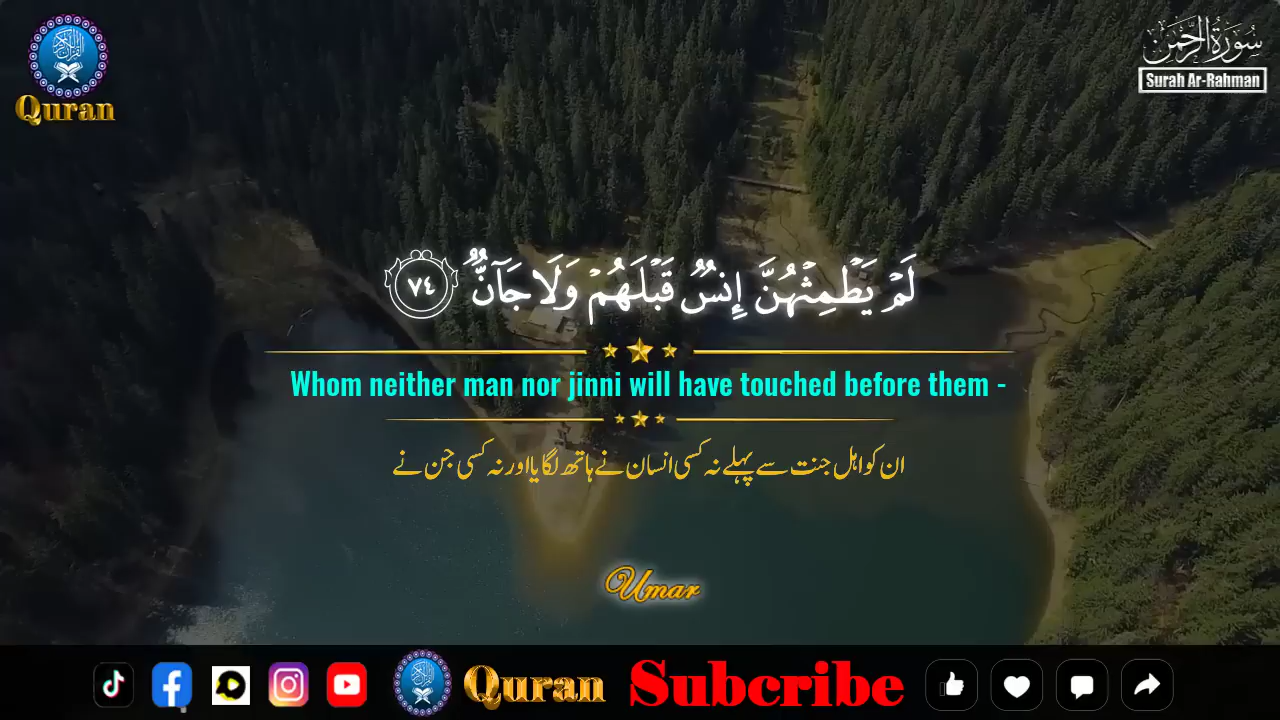 Quran
سُورَةُ الرَّحْمٰن
Surah Ar-Rahman
لَمۡ يَطۡمِثۡهُنَّ إِنسٞ قَبۡلَهُمۡ وَلَا جَآنّٞ ٧٤
Whom neither man nor jinni will have touched before them -
ان کو اہل جنت سے پہلے نہ کسی انسان نے ہاتھ لگایا اور نہ کسی جن نے
Umar
Quran Subcribe